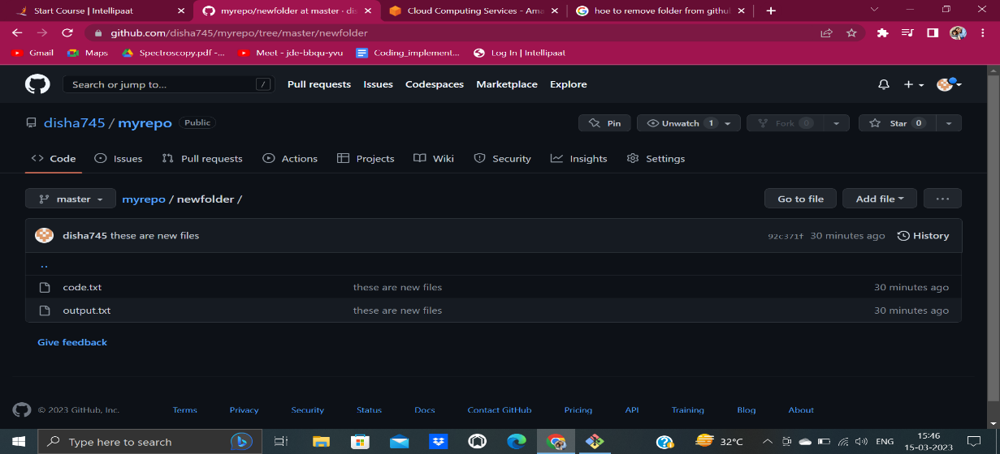 Start Course | Intellipaat
myrepo/newfolder at master · dis
Cloud Computing Services - Ama
hoe to remove folder from githu
github.com/disha745/myrepo/tree/master/newfolder
Gmail Maps Spectroscopy.pdf -... Meet - jde-bbqu-yvu Coding_implement... Log In | Intellipaat
Search or jump to... / Pull requests Issues Codespaces Marketplace Explore
disha745 / myrepo Public Pin Unwatch 1 Fork 0 Star 0
Code Issues Pull requests Actions Projects Wiki Security Insights Settings
master myrepo / newfolder / Go to file Add file ...
disha745 these are new files 92c371f 30 minutes ago History
..
code.txt these are new files 30 minutes ago
output.txt these are new files 30 minutes ago
Give feedback
© 2023 GitHub, Inc. Terms Privacy Security Status Docs Contact GitHub Pricing API Training Blog About
Type here to search 32°C ENG 15:46
15-03-2023